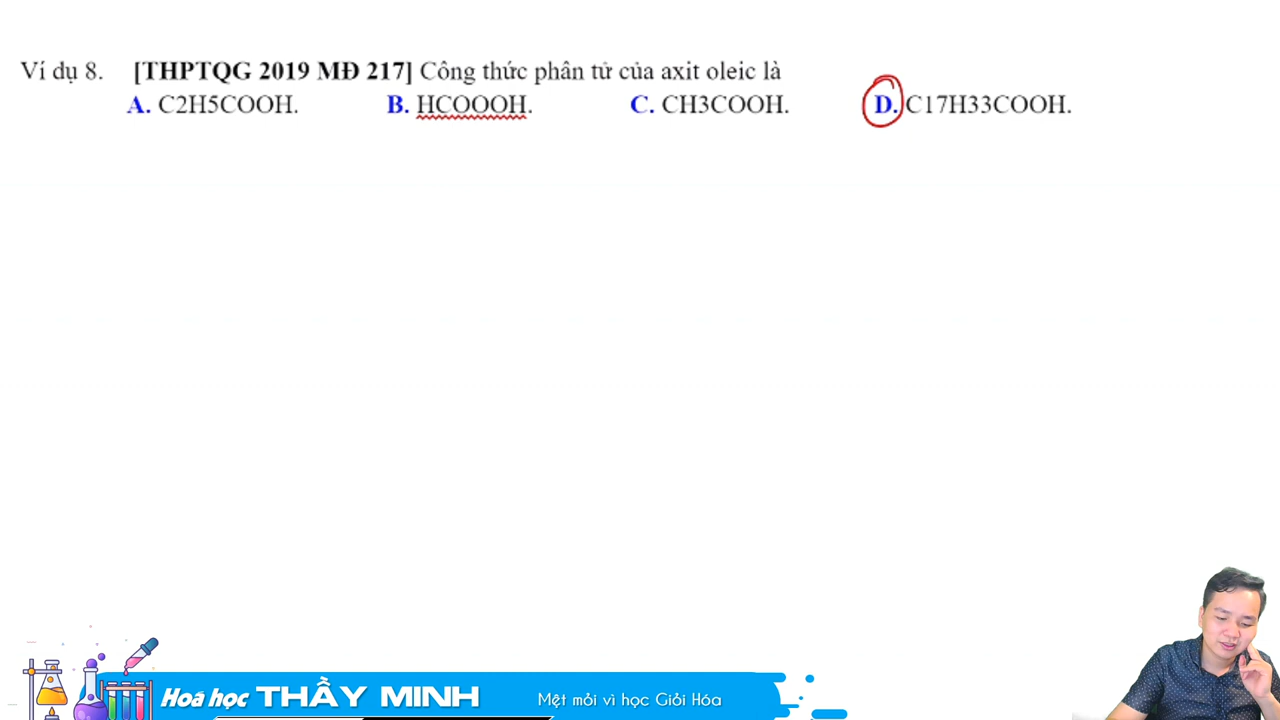 Ví dụ 8. [THPTQG 2019 MĐ 217] Công thức phân tử của axit oleic là
A. C2H5COOH. B. HCOOOH. C. CH3COOH. D. C17H33COOH.
Hoá học THẦY MINH Mệt mỏi vì học Giỏi Hóa